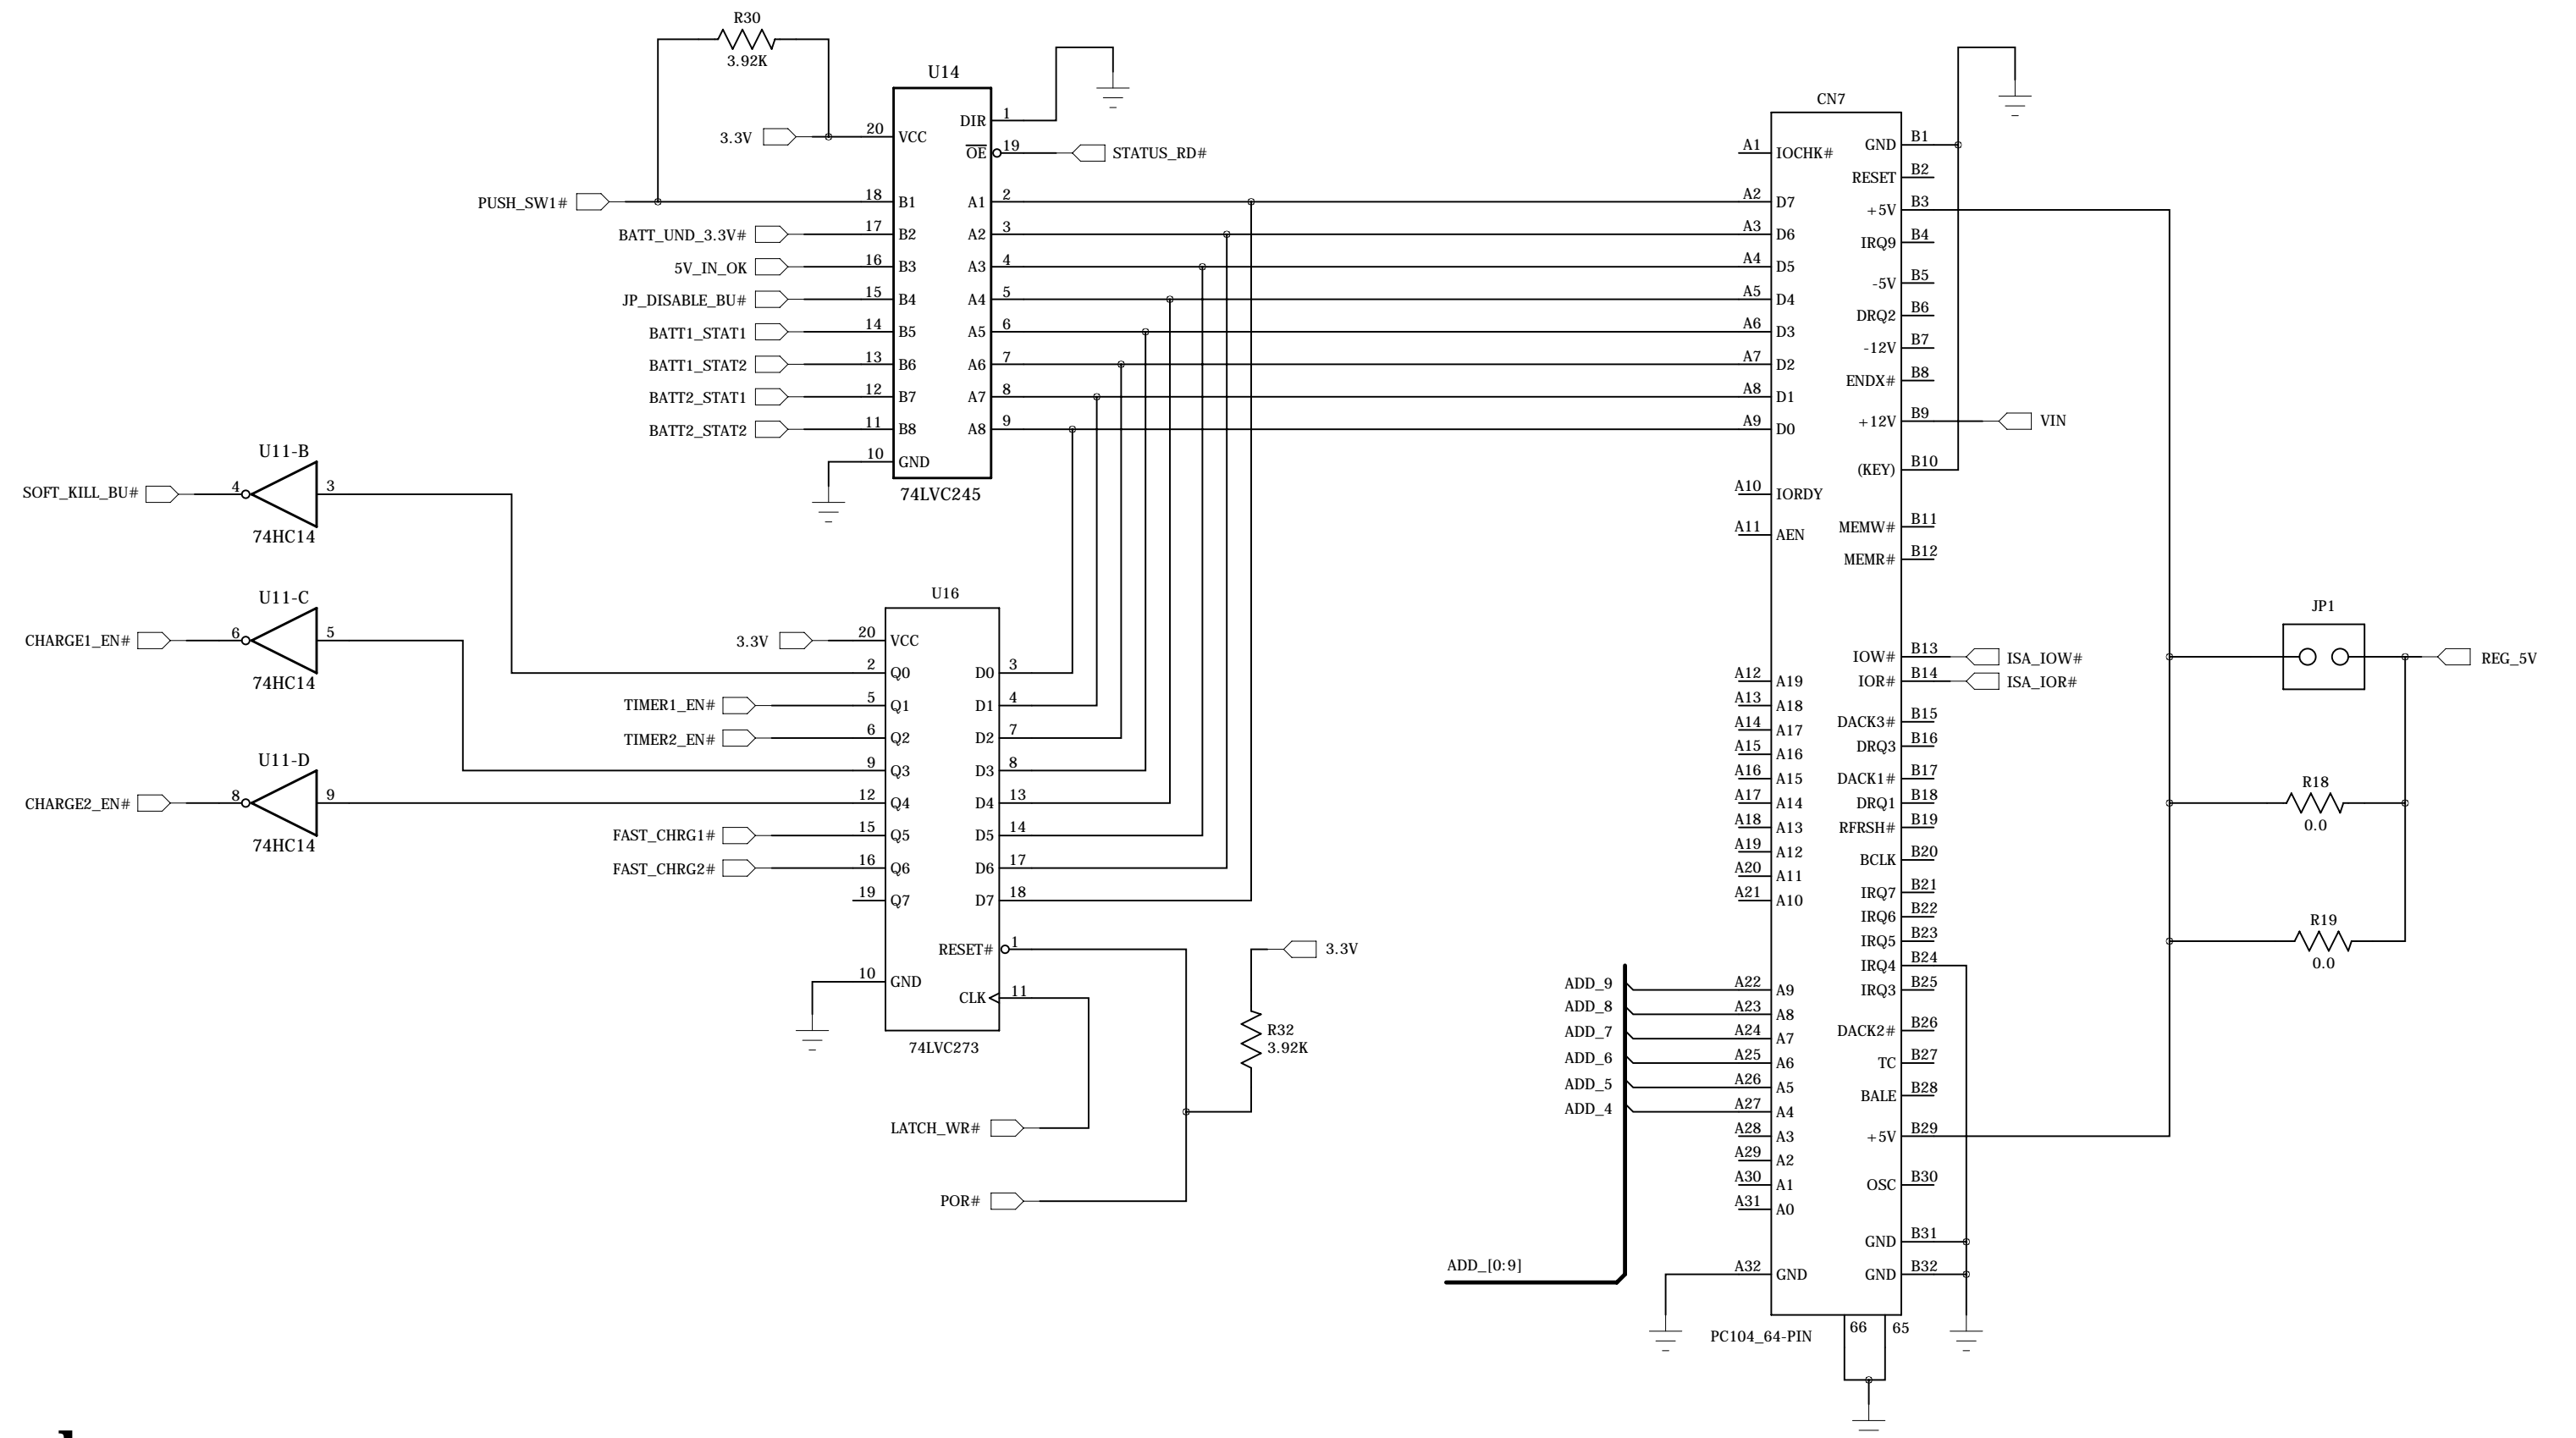 R30
3.92K
U14
3.3V
20 VCC
DIR 1
OE 19 STATUS_RD#
PUSH_SW1# 18 B1 A1 2
BATT_UND_3.3V# 17 B2 A2 3
5V_IN_OK 16 B3 A3 4
JP_DISABLE_BU# 15 B4 A4 5
BATT1_STAT1 14 B5 A5 6
BATT1_STAT2 13 B6 A6 7
BATT2_STAT1 12 B7 A7 8
BATT2_STAT2 11 B8 A8 9
10 GND
74LVC245
U11-B
SOFT_KILL_BU# 4 3
74HC14
U11-C
CHARGE1_EN# 6 5
74HC14
U11-D
CHARGE2_EN# 8 9
74HC14
U16
3.3V 20 VCC
2 Q0 D0 3
TIMER1_EN# 5 Q1 D1 4
TIMER2_EN# 6 Q2 D2 7
9 Q3 D3 8
12 Q4 D4 13
FAST_CHRG1# 15 Q5 D5 14
FAST_CHRG2# 16 Q6 D6 17
19 Q7 D7 18
RESET# 1
10 GND
CLK 11
74LVC273
3.3V
R32
3.92K
LATCH_WR#
POR#
CN7
A1 IOCHK#
A2 D7
A3 D6
A4 D5
A5 D4
A6 D3
A7 D2
A8 D1
A9 D0
A10 IORDY
A11 AEN
A12 A19
A13 A18
A14 A17
A15 A16
A16 A15
A17 A14
A18 A13
A19 A12
A20 A11
A21 A10
ADD_9 A22 A9
ADD_8 A23 A8
ADD_7 A24 A7
ADD_6 A25 A6
ADD_5 A26 A5
ADD_4 A27 A4
A28 A3
A29 A2
A30 A1
A31 A0
ADD_[0:9]
A32 GND
GND B1
RESET B2
+5V B3
IRQ9 B4
-5V B5
DRQ2 B6
-12V B7
ENDX# B8
+12V B9 VIN
(KEY) B10
MEMW# B11
MEMR# B12
IOW# B13 ISA_IOW#
IOR# B14 ISA_IOR#
DACK3# B15
DRQ3 B16
DACK1# B17
DRQ1 B18
RFRSH# B19
BCLK B20
IRQ7 B21
IRQ6 B22
IRQ5 B23
IRQ4 B24
IRQ3 B25
DACK2# B26
TC B27
BALE B28
+5V B29
OSC B30
GND B31
GND B32
PC104_64-PIN
66 65
JP1
REG_5V
R18
0.0
R19
0.0